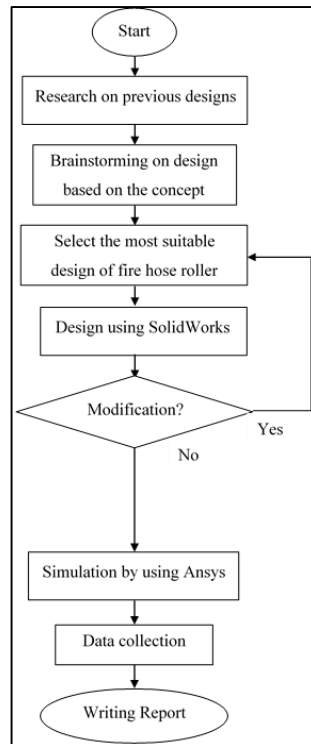 Start
Research on previous designs
Brainstorming on design
based on the concept
Select the most suitable
design of fire hose roller
Design using SolidWorks
Modification?
Yes
No
Simulation by using Ansys
Data collection
Writing Report